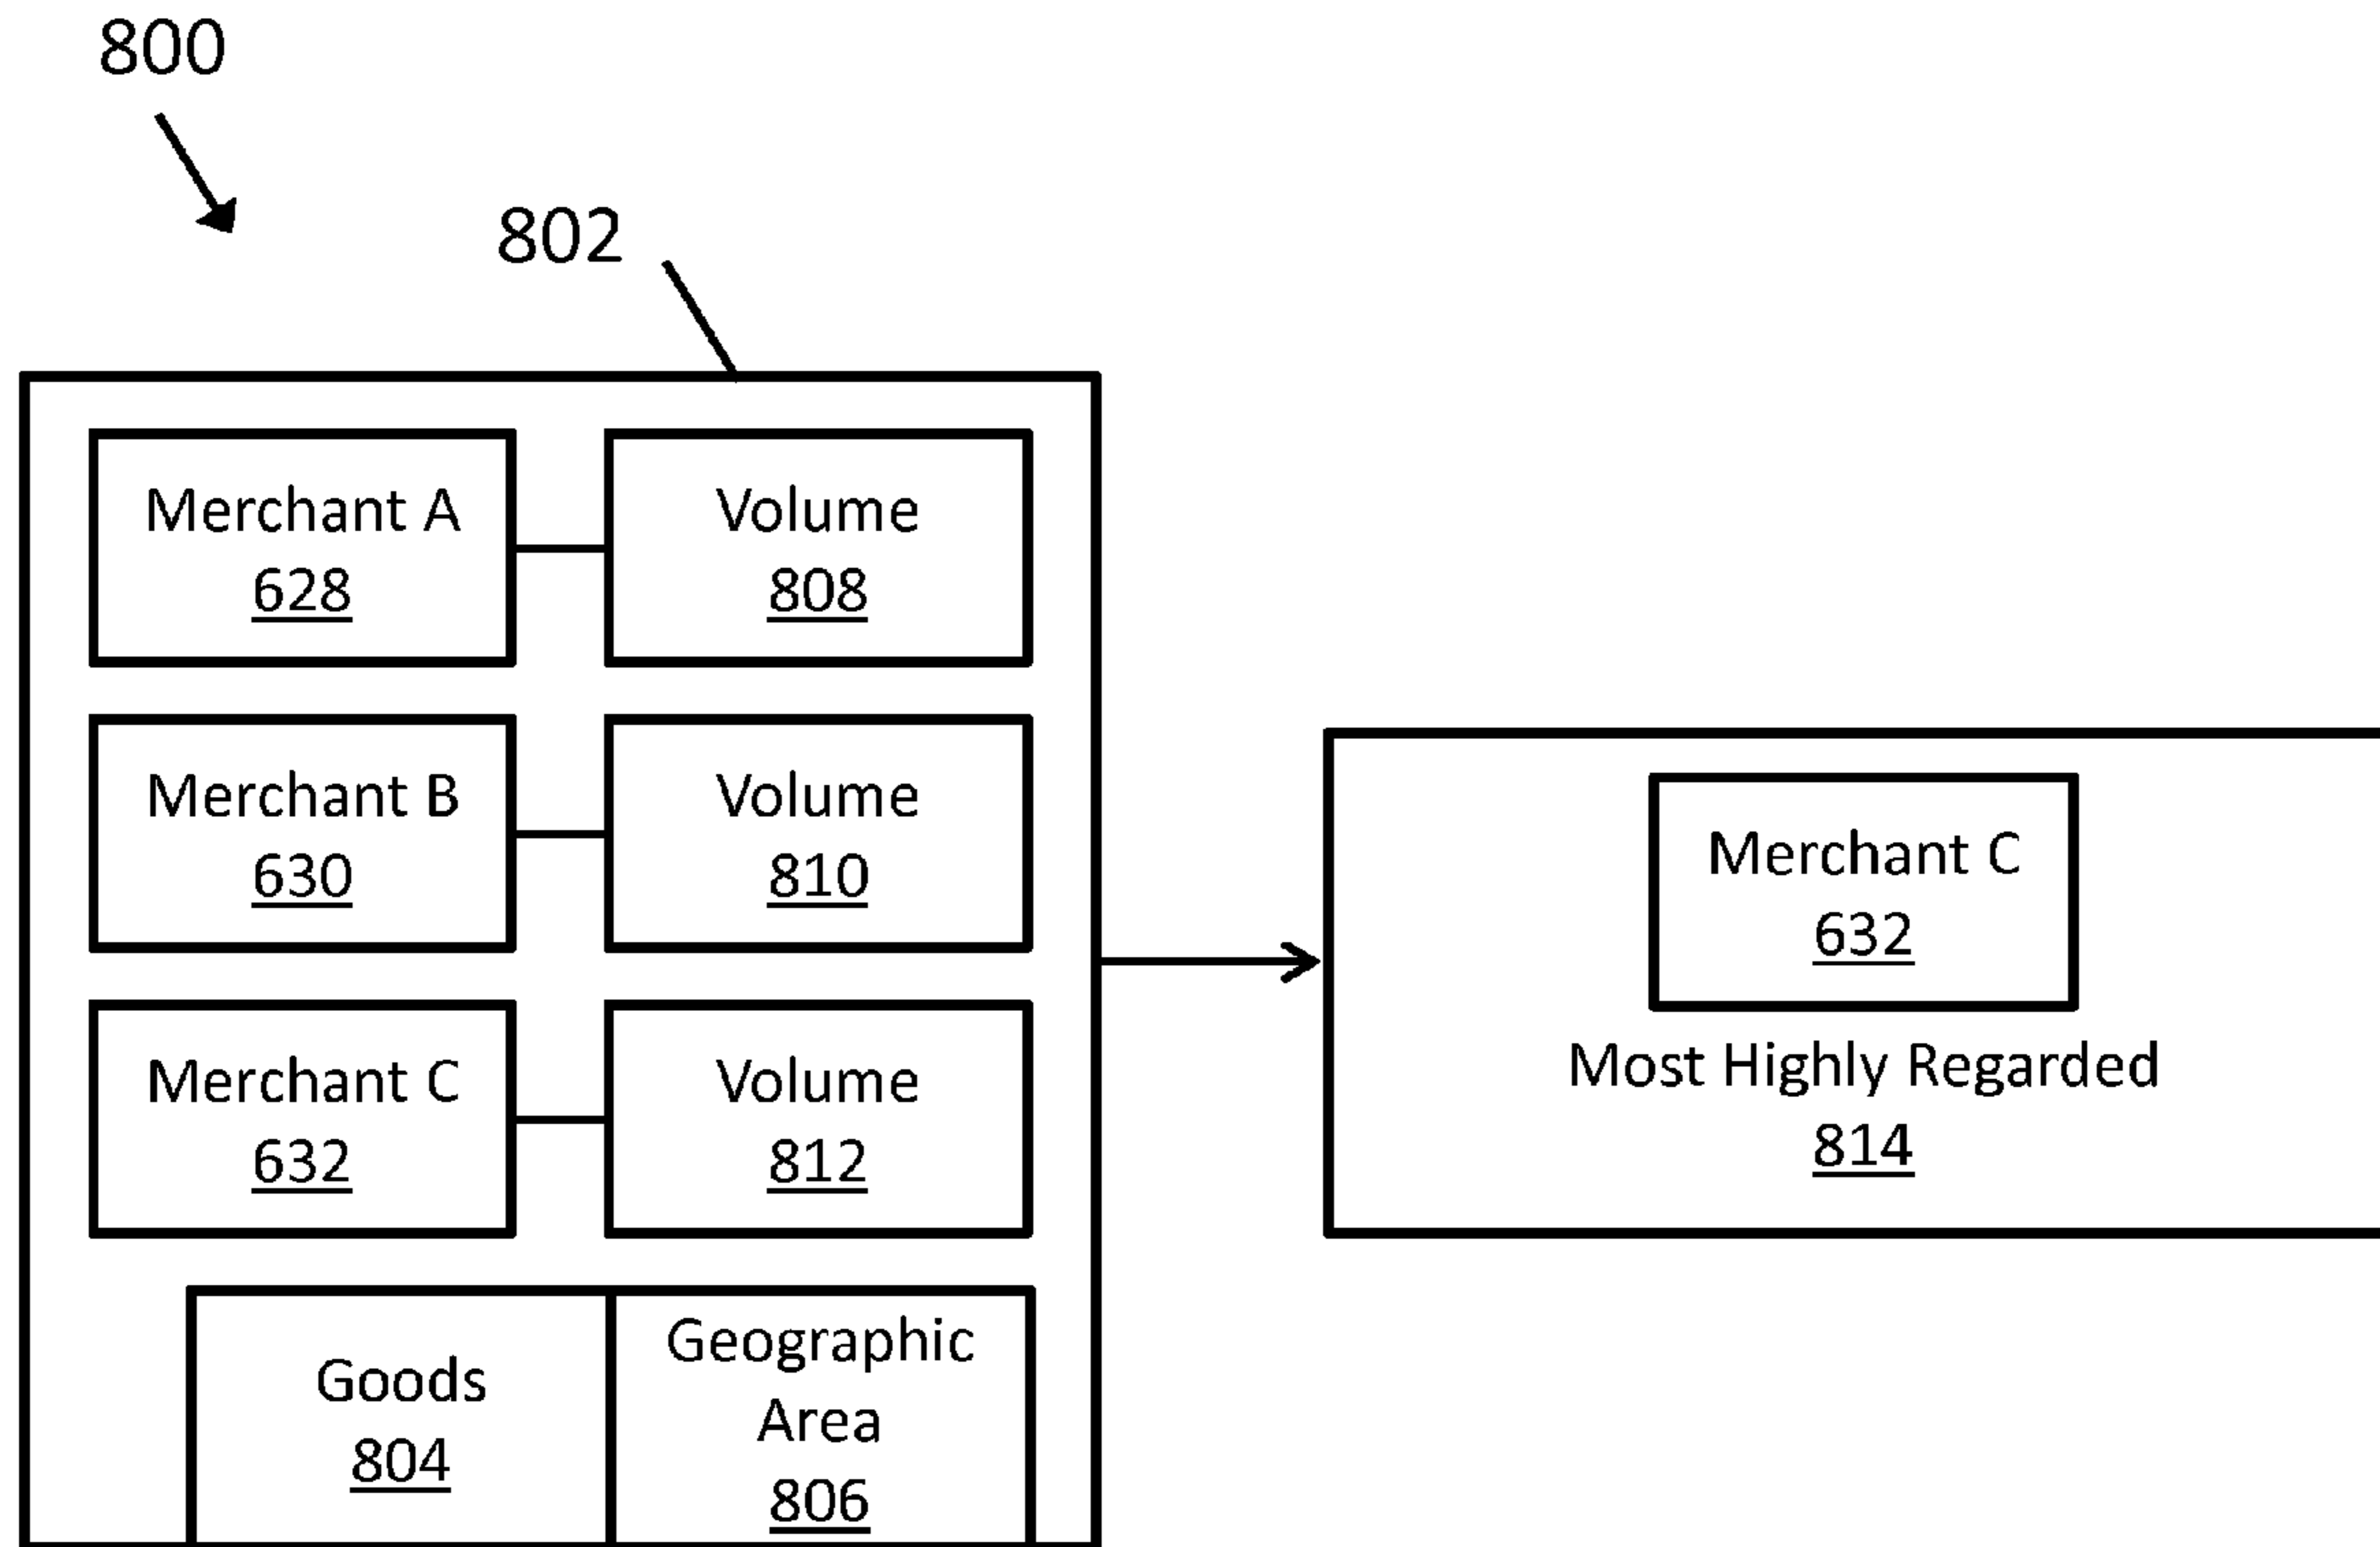 800
802
Merchant A
628
Volume
808
Merchant B
630
Volume
810
Merchant C
632
Volume
812
Goods
804
Geographic
Area
806
Merchant C
632
Most Highly Regarded
814